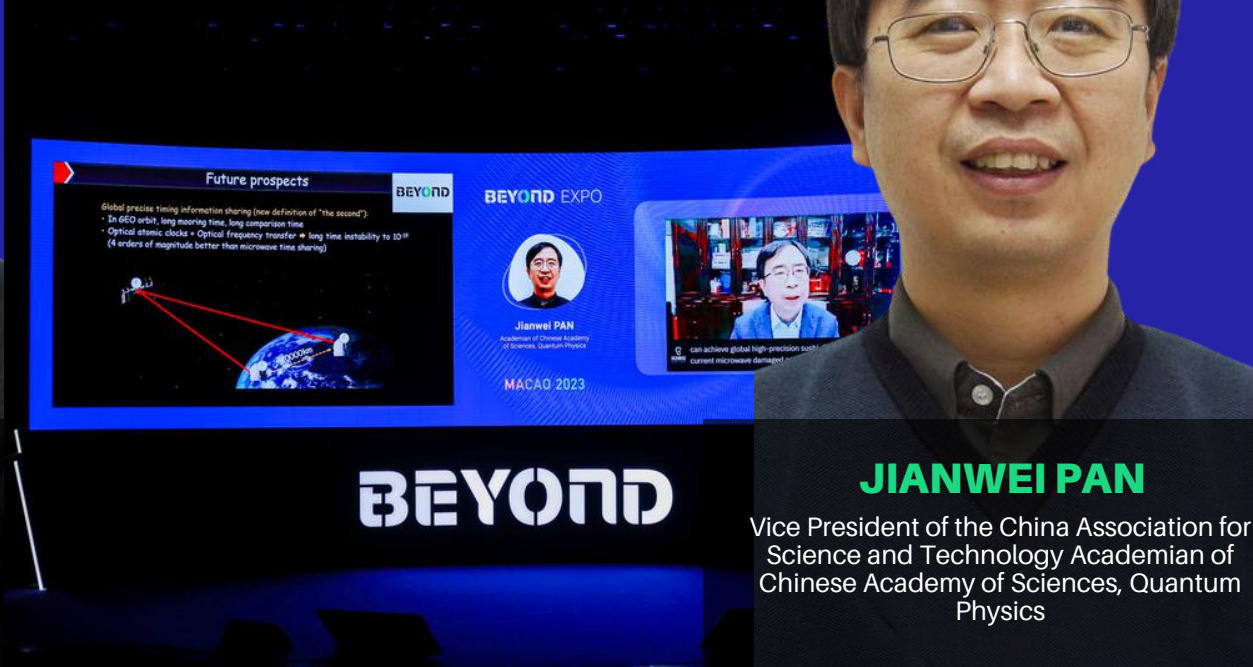 Future prospects
BEYOND
Global precise timing information sharing (new definition of "the second"):
· In GEO orbit, long mooring time, long comparison time
· Optical atomic clocks + Optical frequency transfer ➡ long time instability to 10⁻¹⁹
(4 orders of magnitude better than microwave time sharing)
BEYOND EXPO
Jianwei PAN
Academian of Chinese Academy
of Sciences, Quantum Physics
MACAO 2023
can achieve global high-precision
current microwave damaged
BEYOND
JIANWEI PAN
Vice President of the China Association for
Science and Technology Academian of
Chinese Academy of Sciences, Quantum
Physics